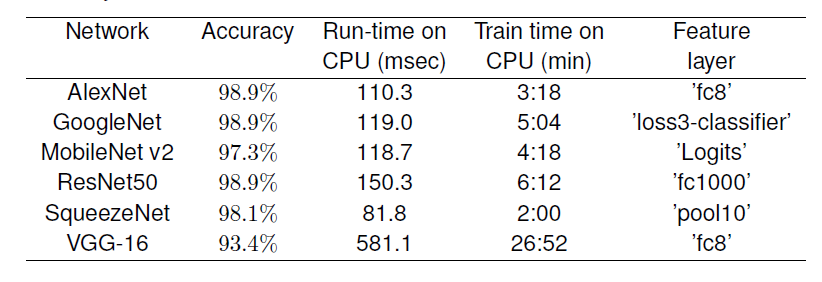 Network Accuracy Run-time on Train time on Feature
CPU (msec) CPU (min) layer
AlexNet 98.9% 110.3 3:18 'fc8'
GoogleNet 98.9% 119.0 5:04 'loss3-classifier'
MobileNet v2 97.3% 118.7 4:18 'Logits'
ResNet50 98.9% 150.3 6:12 'fc1000'
SqueezeNet 98.1% 81.8 2:00 'pool10'
VGG-16 93.4% 581.1 26:52 'fc8'